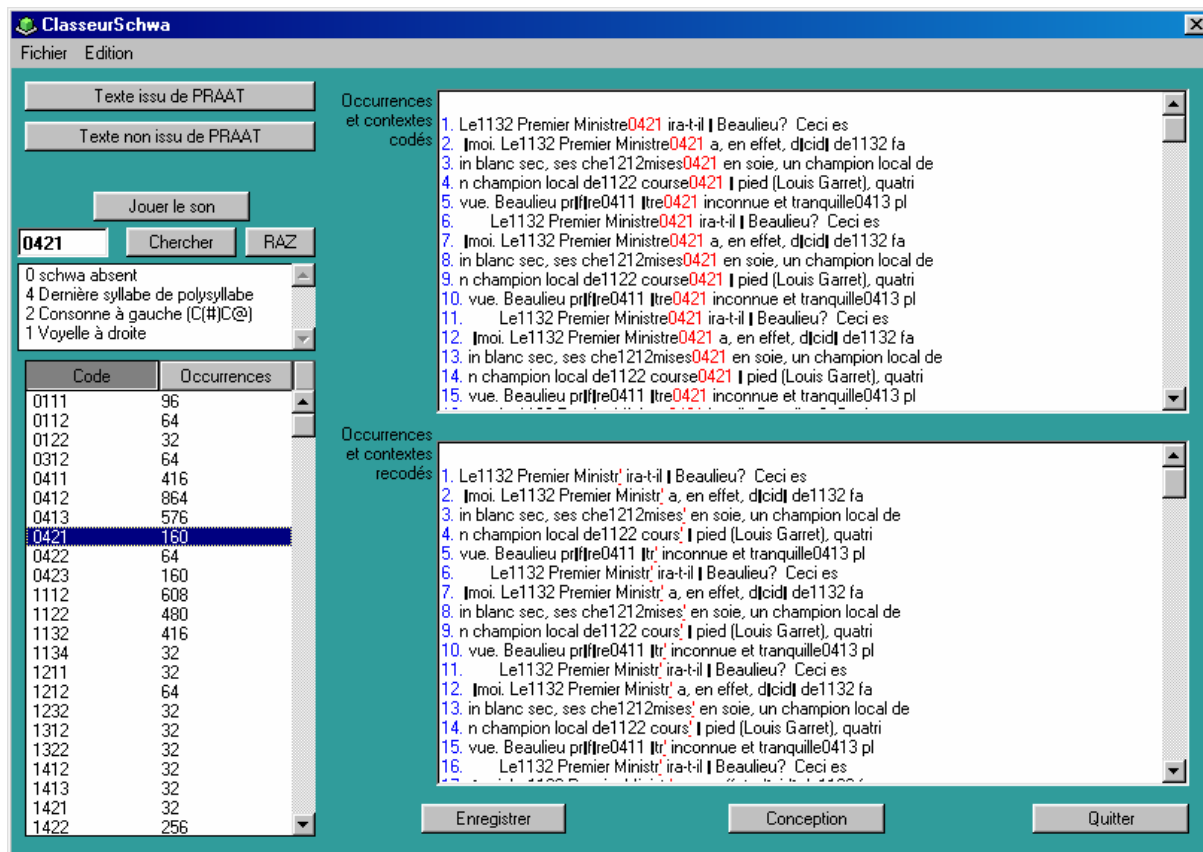 ClasseurSchwa
Fichier Edition
Texte issu de PRAAT
Texte non issu de PRAAT
Jouer le son
0421 Chercher RAZ
0 schwa absent
4 Dernière syllabe de polysyllabe
2 Consonne à gauche (C(#)C@)
1 Voyelle à droite
Code Occurrences
0111 96
0112 64
0122 32
0312 64
0411 416
0412 864
0413 576
0421 160
0422 64
0423 160
1112 608
1122 480
1132 416
1134 32
1211 32
1212 64
1232 32
1312 32
1322 32
1412 32
1413 32
1421 32
1422 256
Occurrences
et contextes
codés
1. Le1132 Premier Ministre0421 ira-t-il ❙ Beaulieu? Ceci es
2. ❙moi. Le1132 Premier Ministre0421 a, en effet, d❙cid❙ de1132 fa
3. in blanc sec, ses che1212mises0421 en soie, un champion local de
4. n champion local de1122 course0421 ❙ pied (Louis Garret), quatri
5. vue. Beaulieu pr❙f❙re0411 ❙tre0421 inconnue et tranquille0413 pl
6. Le1132 Premier Ministre0421 ira-t-il ❙ Beaulieu? Ceci es
7. ❙moi. Le1132 Premier Ministre0421 a, en effet, d❙cid❙ de1132 fa
8. in blanc sec, ses che1212mises0421 en soie, un champion local de
9. n champion local de1122 course0421 ❙ pied (Louis Garret), quatri
10. vue. Beaulieu pr❙f❙re0411 ❙tre0421 inconnue et tranquille0413 pl
11. Le1132 Premier Ministre0421 ira-t-il ❙ Beaulieu? Ceci es
12. ❙moi. Le1132 Premier Ministre0421 a, en effet, d❙cid❙ de1132 fa
13. in blanc sec, ses che1212mises0421 en soie, un champion local de
14. n champion local de1122 course0421 ❙ pied (Louis Garret), quatri
15. vue. Beaulieu pr❙f❙re0411 ❙tre0421 inconnue et tranquille0413 pl
Occurrences
et contextes
recodés
1. Le1132 Premier Ministr' ira-t-il ❙ Beaulieu? Ceci es
2. ❙moi. Le1132 Premier Ministr' a, en effet, d❙cid❙ de1132 fa
3. in blanc sec, ses che1212mises' en soie, un champion local de
4. n champion local de1122 cours' ❙ pied (Louis Garret), quatri
5. vue. Beaulieu pr❙f❙re0411 ❙tr' inconnue et tranquille0413 pl
6. Le1132 Premier Ministr' ira-t-il ❙ Beaulieu? Ceci es
7. ❙moi. Le1132 Premier Ministr' a, en effet, d❙cid❙ de1132 fa
8. in blanc sec, ses che1212mises' en soie, un champion local de
9. n champion local de1122 cours' ❙ pied (Louis Garret), quatri
10. vue. Beaulieu pr❙f❙re0411 ❙tr' inconnue et tranquille0413 pl
11. Le1132 Premier Ministr' ira-t-il ❙ Beaulieu? Ceci es
12. ❙moi. Le1132 Premier Ministr' a, en effet, d❙cid❙ de1132 fa
13. in blanc sec, ses che1212mises' en soie, un champion local de
14. n champion local de1122 cours' ❙ pied (Louis Garret), quatri
15. vue. Beaulieu pr❙f❙re0411 ❙tr' inconnue et tranquille0413 pl
16. Le1132 Premier Ministr' ira-t-il ❙ Beaulieu? Ceci es
Enregistrer Conception Quitter